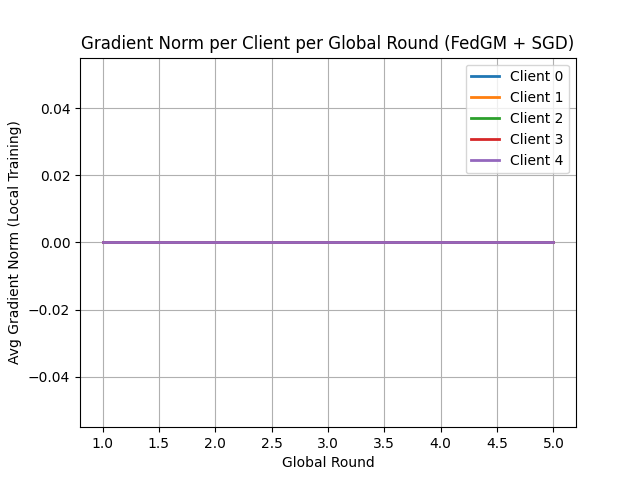 Gradient Norm per Client per Global Round (FedGM + SGD)
Client 0
Client 1
Client 2
Client 3
Client 4
Avg Gradient Norm (Local Training)
0.04
0.02
0.00
−0.02
−0.04
1.0 1.5 2.0 2.5 3.0 3.5 4.0 4.5 5.0
Global Round